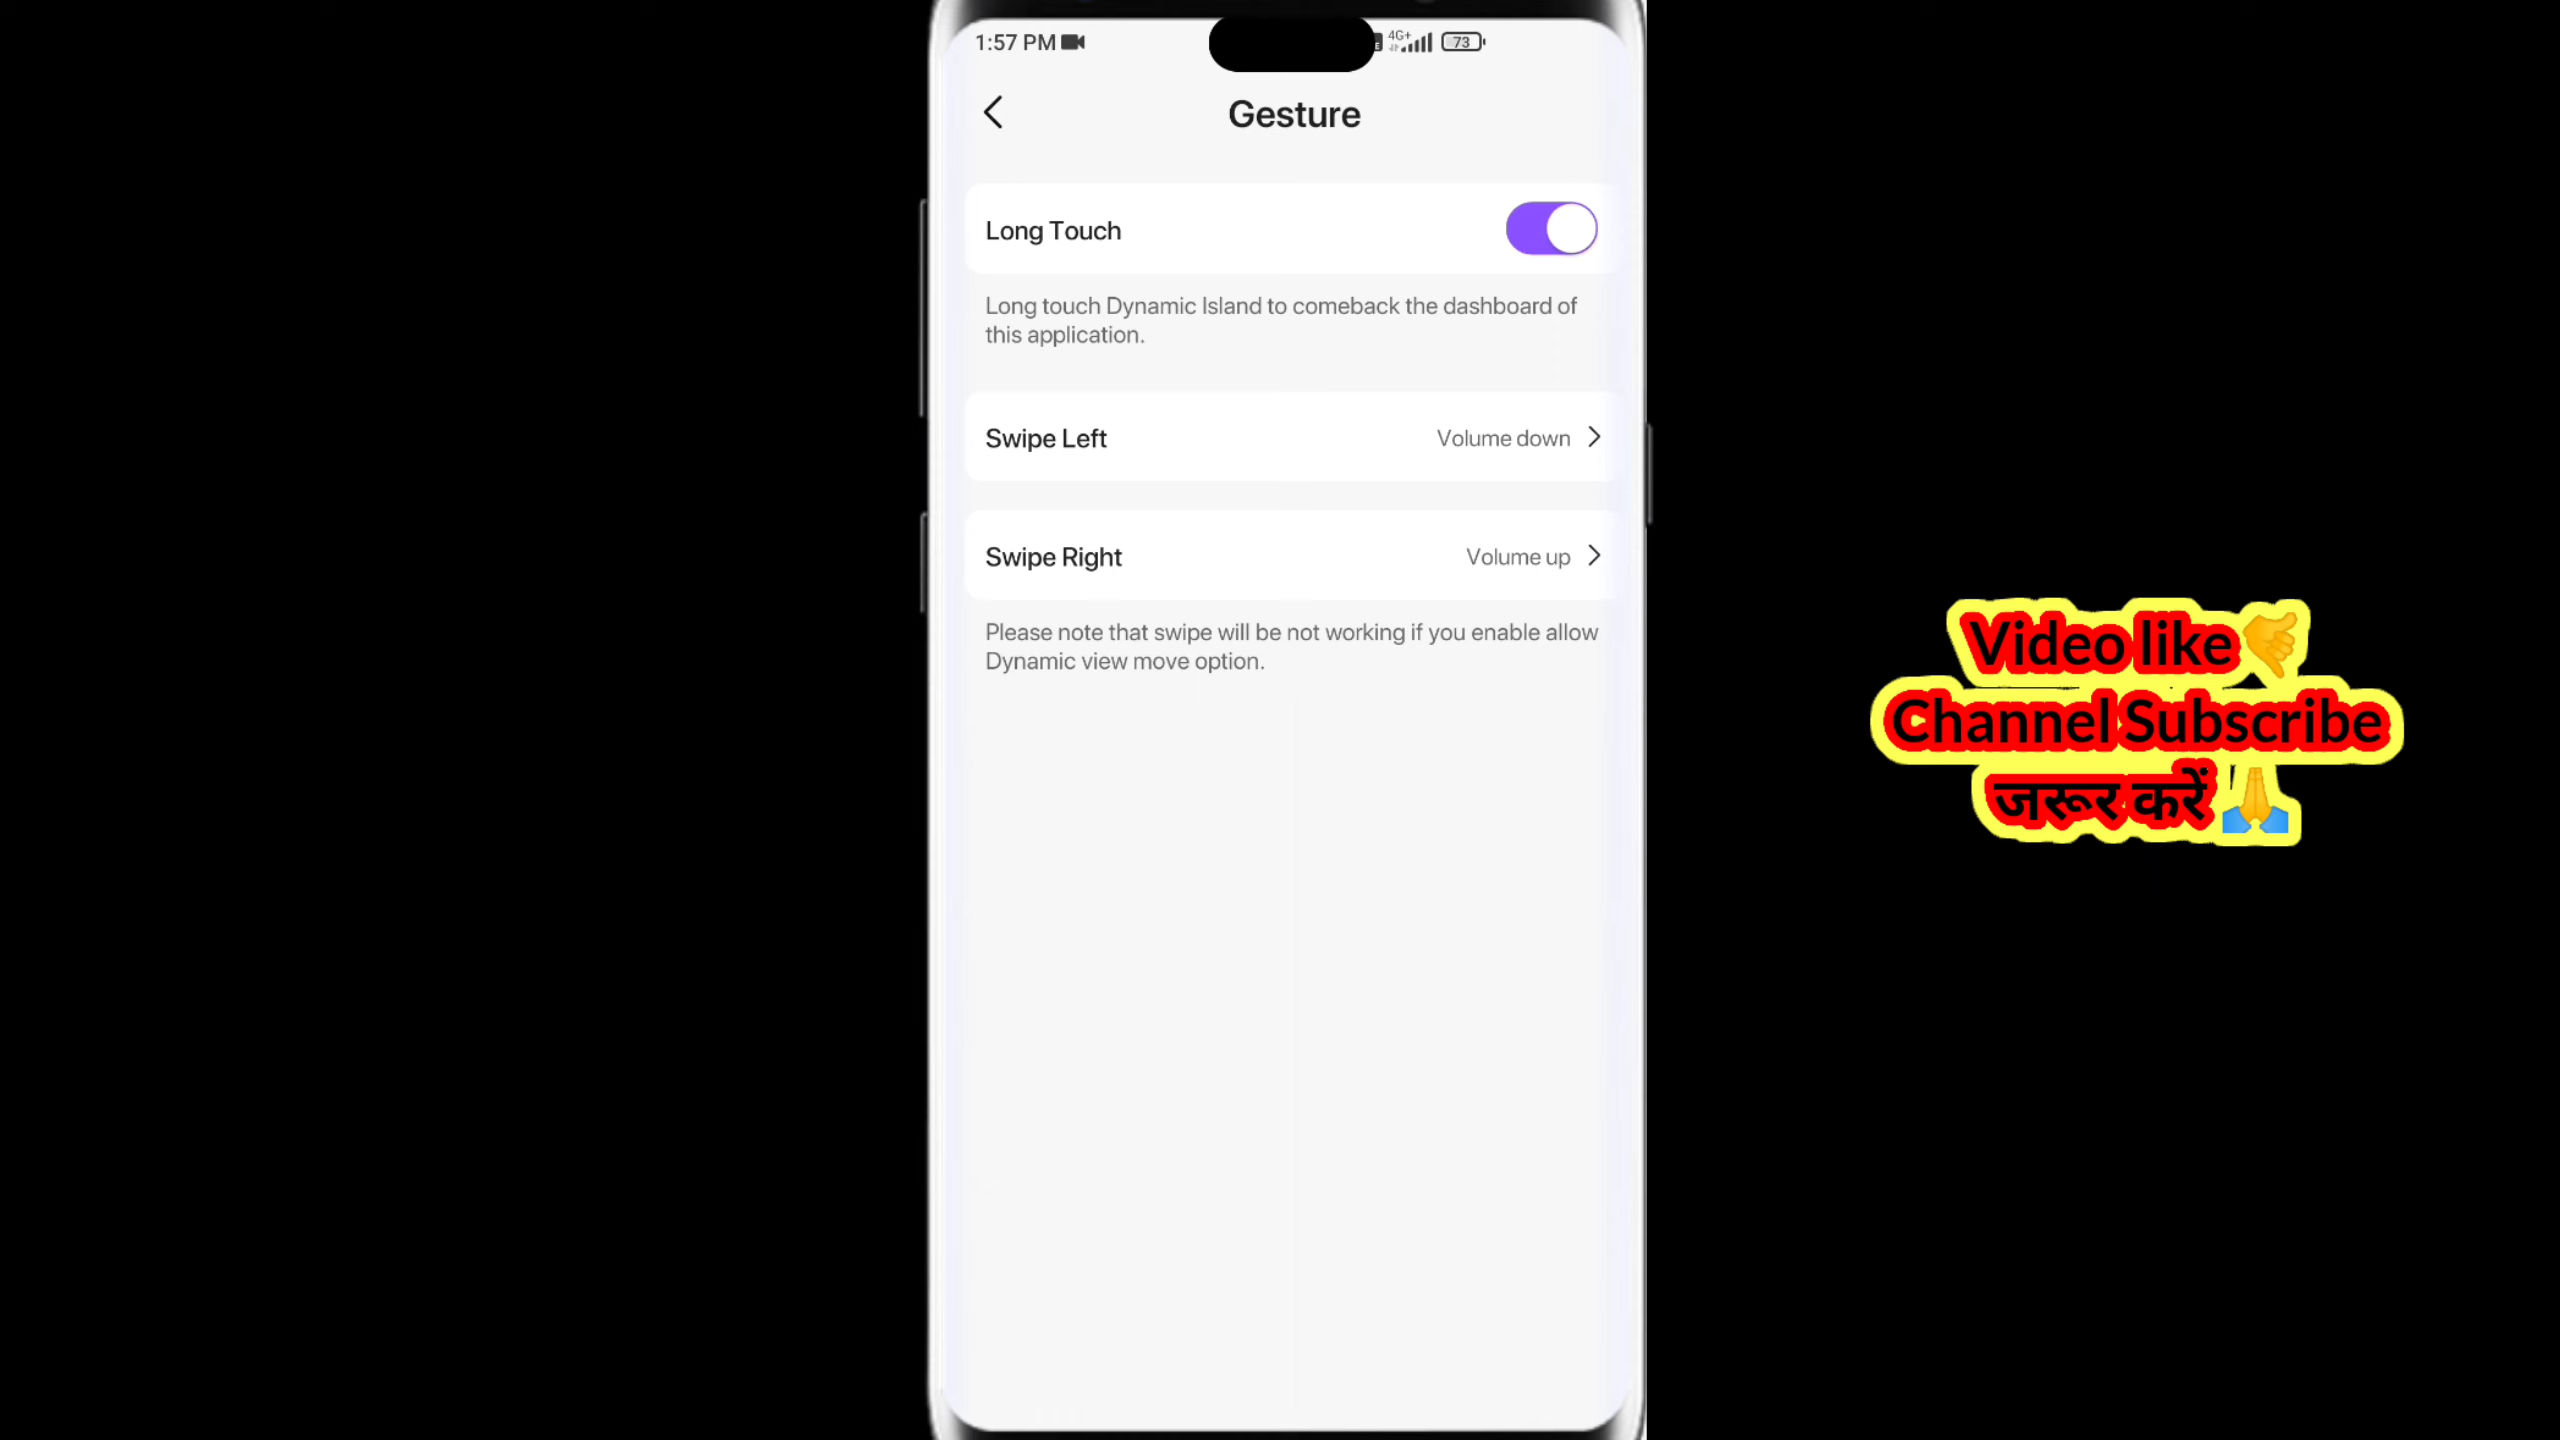 1:57 PM
4G+
73
Gesture
Long Touch
Long touch Dynamic Island to comeback the dashboard of
this application.
Swipe Left
Volume down
Swipe Right
Volume up
Please note that swipe will be not working if you enable allow
Dynamic view move option.
Video like🤙
Channel Subscribe
जरूर करें 🙏